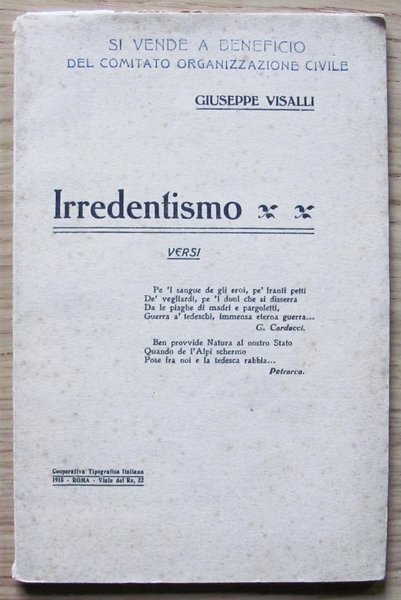 SI VENDE A BENEFICIO
DEL COMITATO ORGANIZZAZIONE CIVILE
GIUSEPPE VISALLI
Irredentismo
VERSI
Pe 'l sangue de gli eroi, pe' franti petti
De' vegliardi, pe 'l duol che si disserra
Da le piaghe di madri e pargoletti,
Guerra a' tedeschi, immensa eterna guerra...
G. Carducci.
Ben provvide Natura al nostro Stato
Quando de l'Alpi schermo
Pose fra noi e la tedesca rabbia...
Petrarca.
Cooperativa Tipografica Italiana
1915 - ROMA - Viale del Re, 22